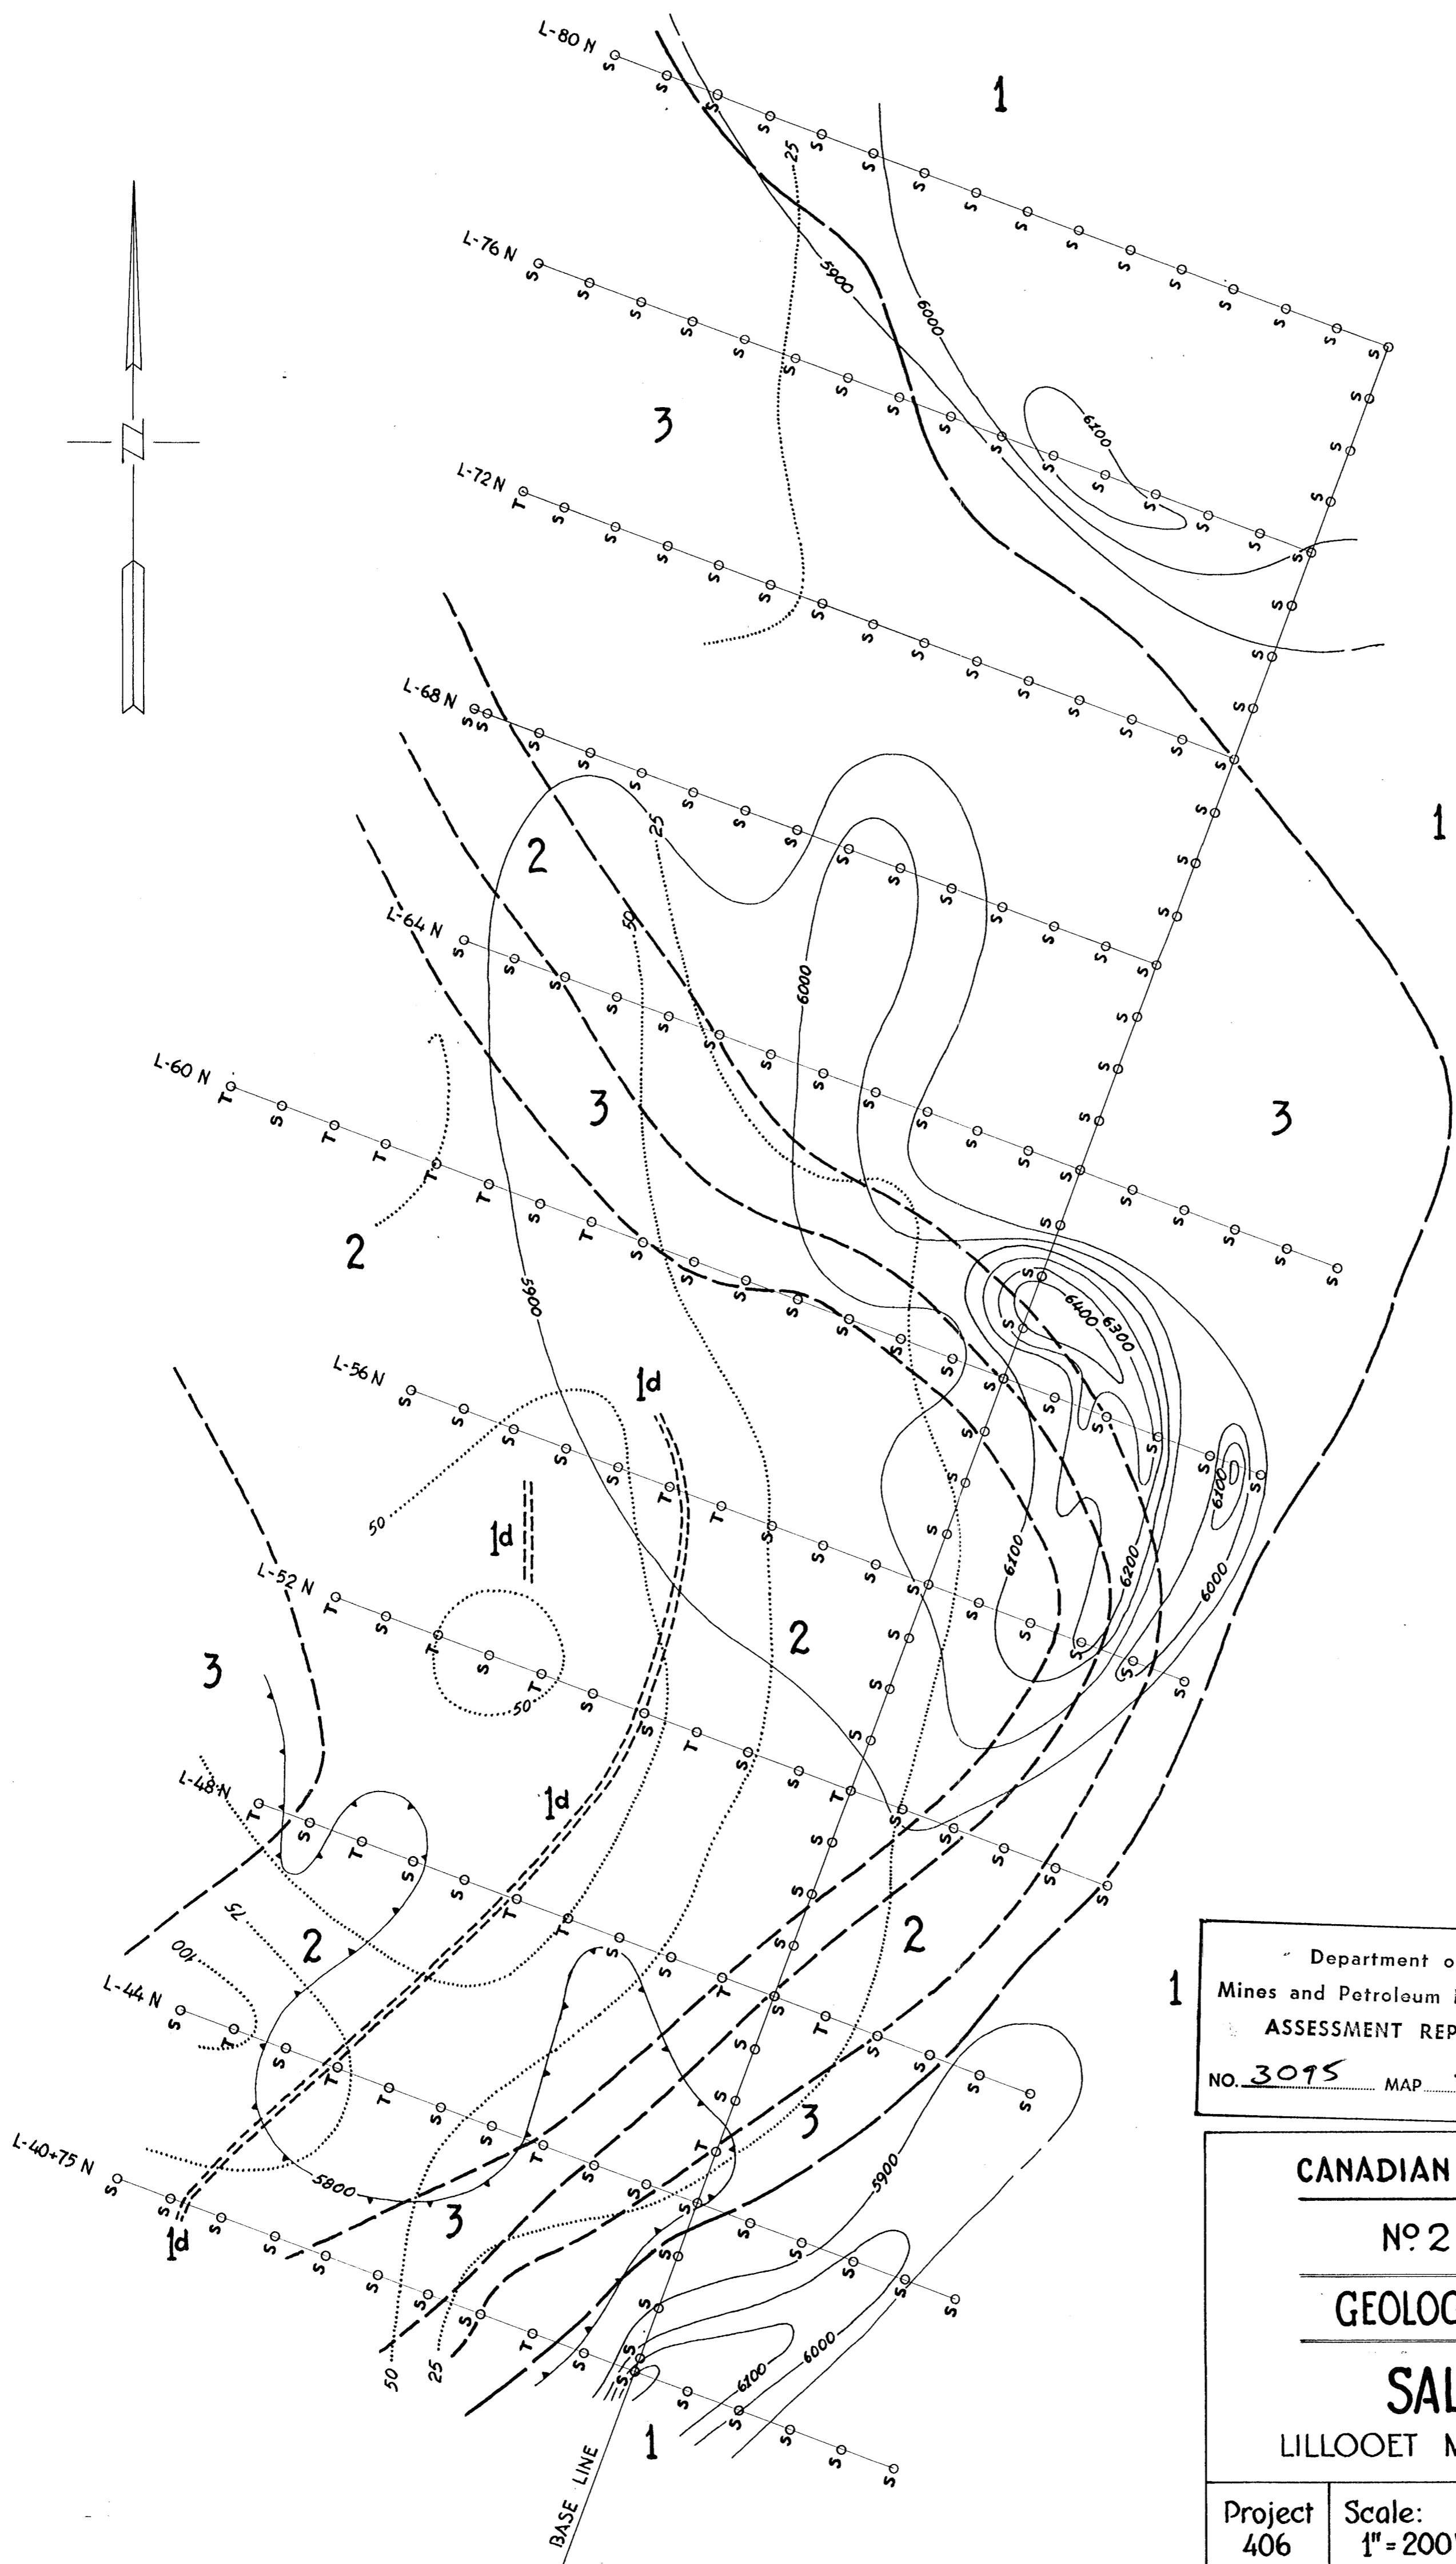 L-80 N
1
25
L-76 N
5900
6000
3
6100
L-72 N
L-68 N
25
1
2
50
L-64 N
6000
L-60 N
3
3
2
5900
6400
6300
L-56 N
1d
50
1d
6100
L-52 N
6100
6200
6000
2
3
50
L-48 N
1d
75
2
100
2
L-44 N
1
Department o
Mines and Petroleum
ASSESSMENT REP
NO. 3095 MAP
3
L-40+75 N
5800
5900
3
1d
CANADIAN
Nº 2
GEOLOG
50
25
6100
6000
SAL
1
LILLOOET M
BASE LINE
Project
406
Scale:
1" = 200'